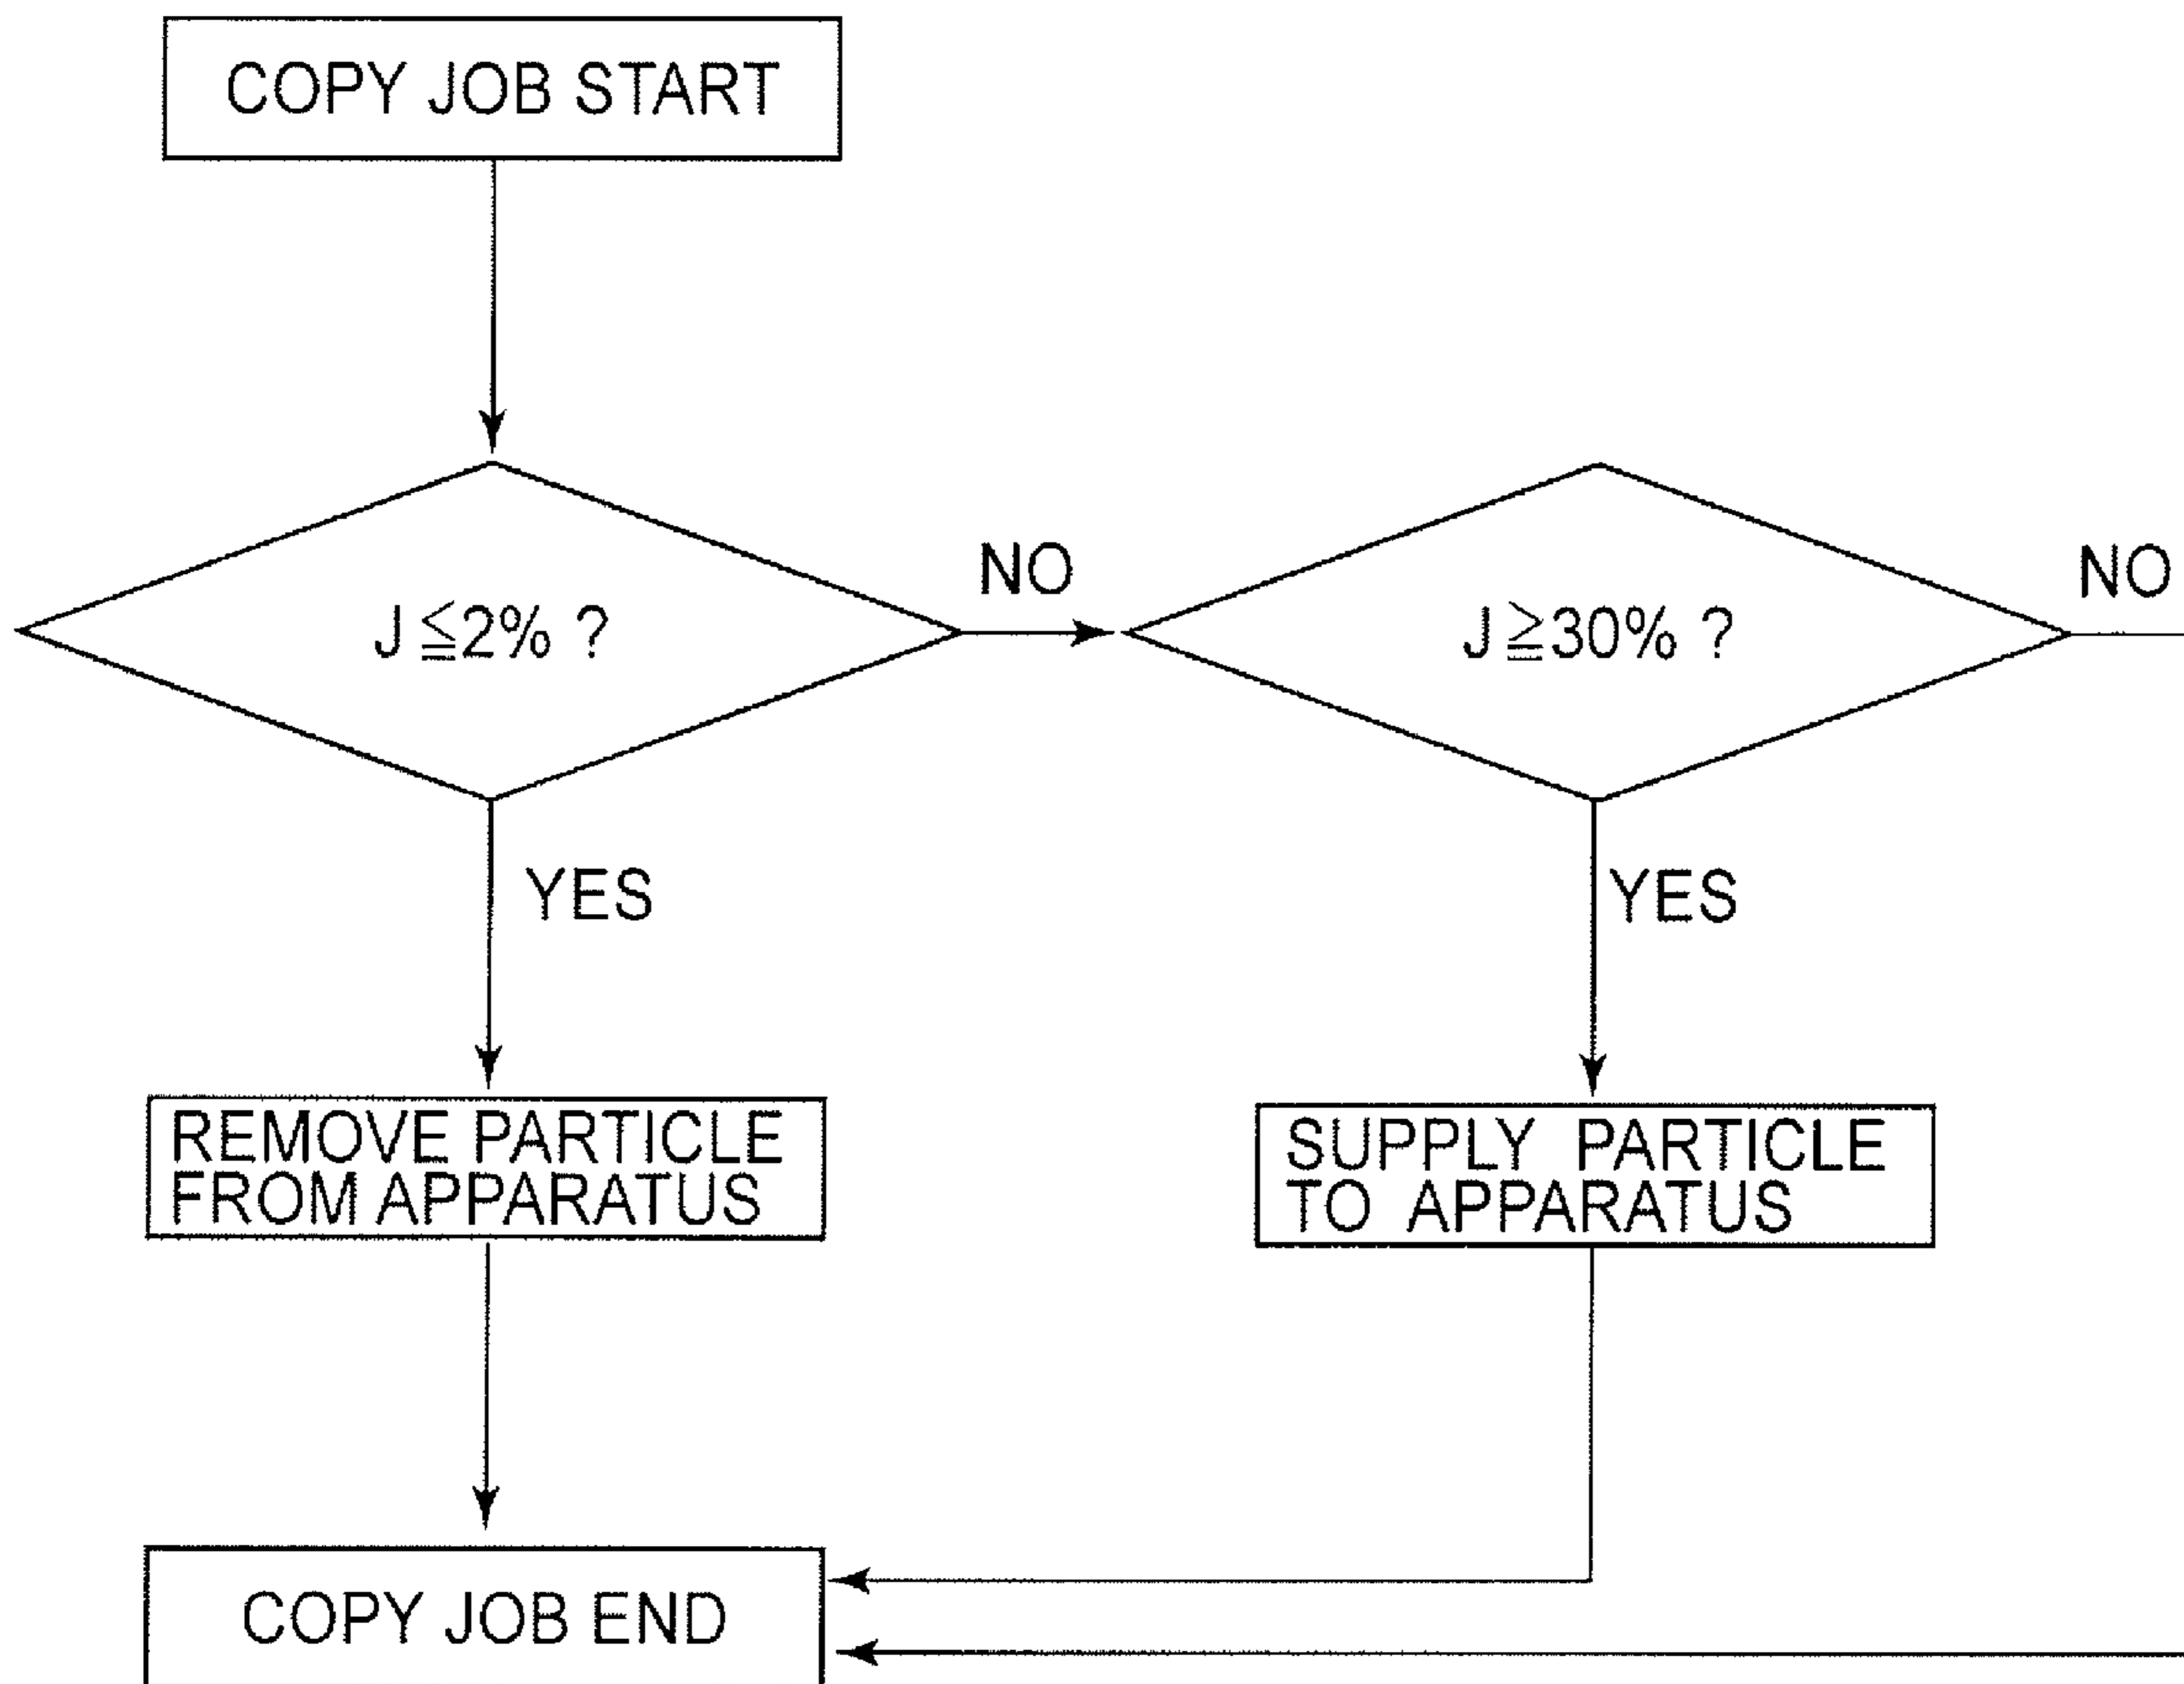 COPY JOB START
J ≦2% ?
NO
J ≧30% ?
NO
YES
YES
REMOVE PARTICLE
FROM APPARATUS
SUPPLY PARTICLE
TO APPARATUS
COPY JOB END